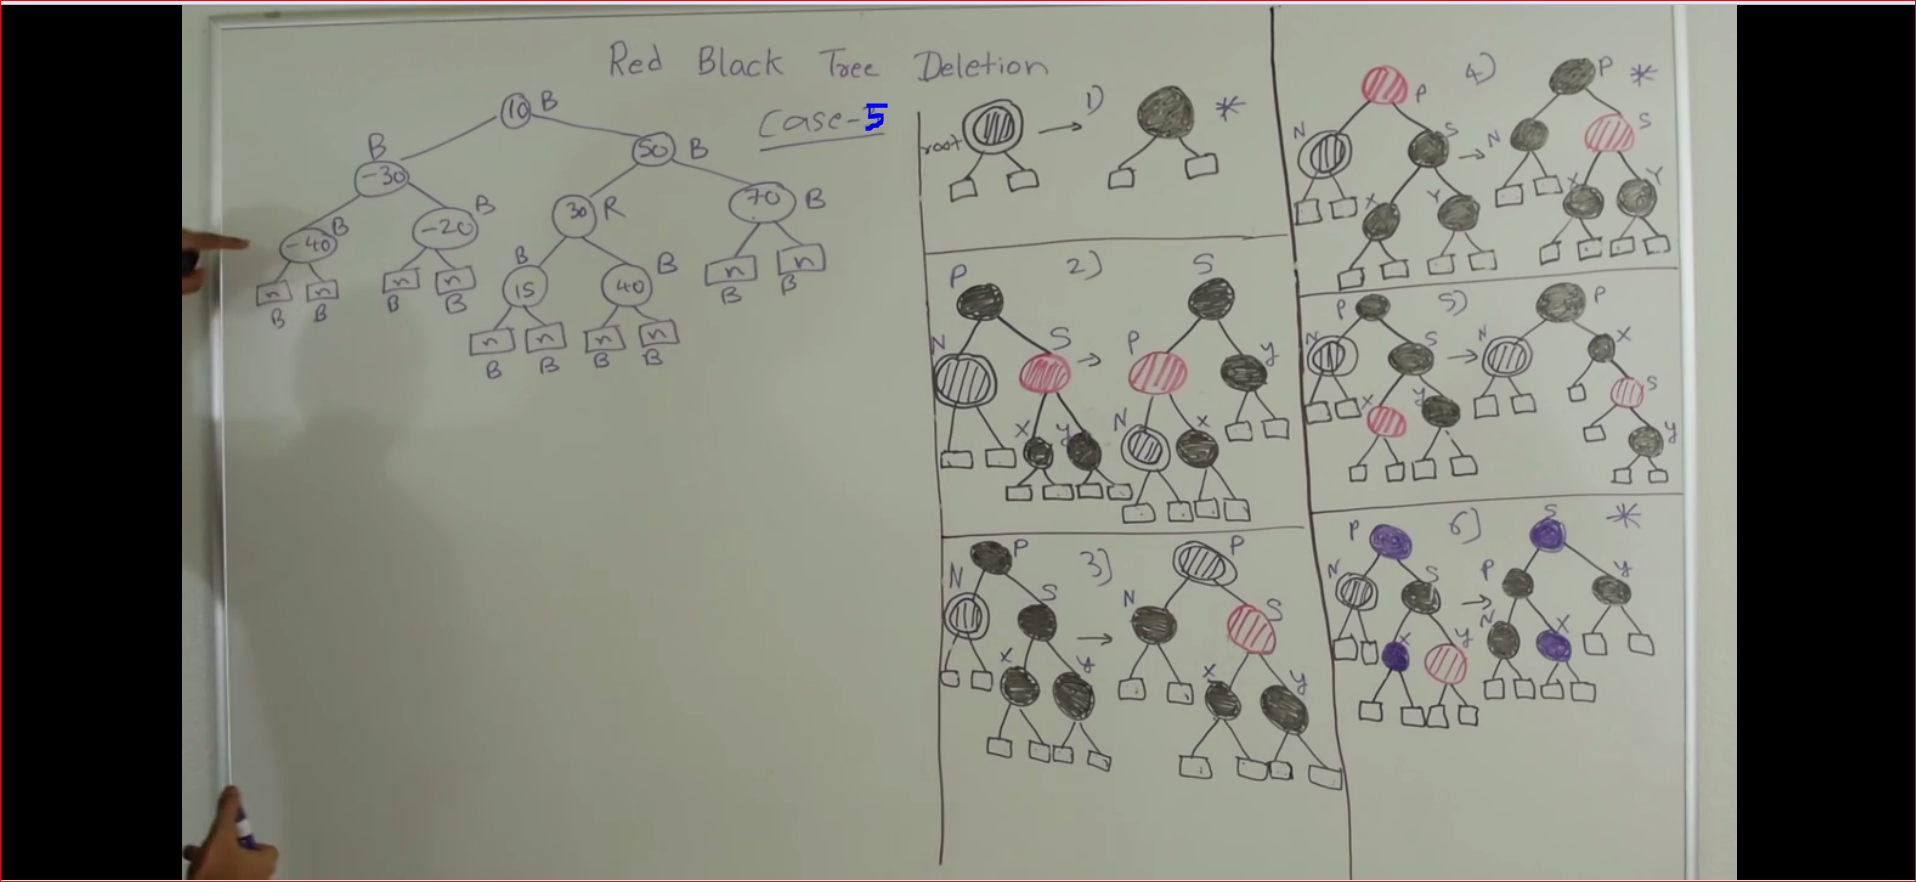 Red Black Tree Deletion
Case-5
10 B
B
-30
50 B
-40 B
-20 B
30 R
70 B
B
15
40 B
n n n n n n
B B B B B B
n n n n
B B B B
1)
root
*
2)
P S
N S P y
X y N X
3)
P P
N S N S
X y X y
4)
P P *
N S N S
X Y X Y
5)
P P
N S N X
X y S
y
6)
P S *
N S P y
X y N X